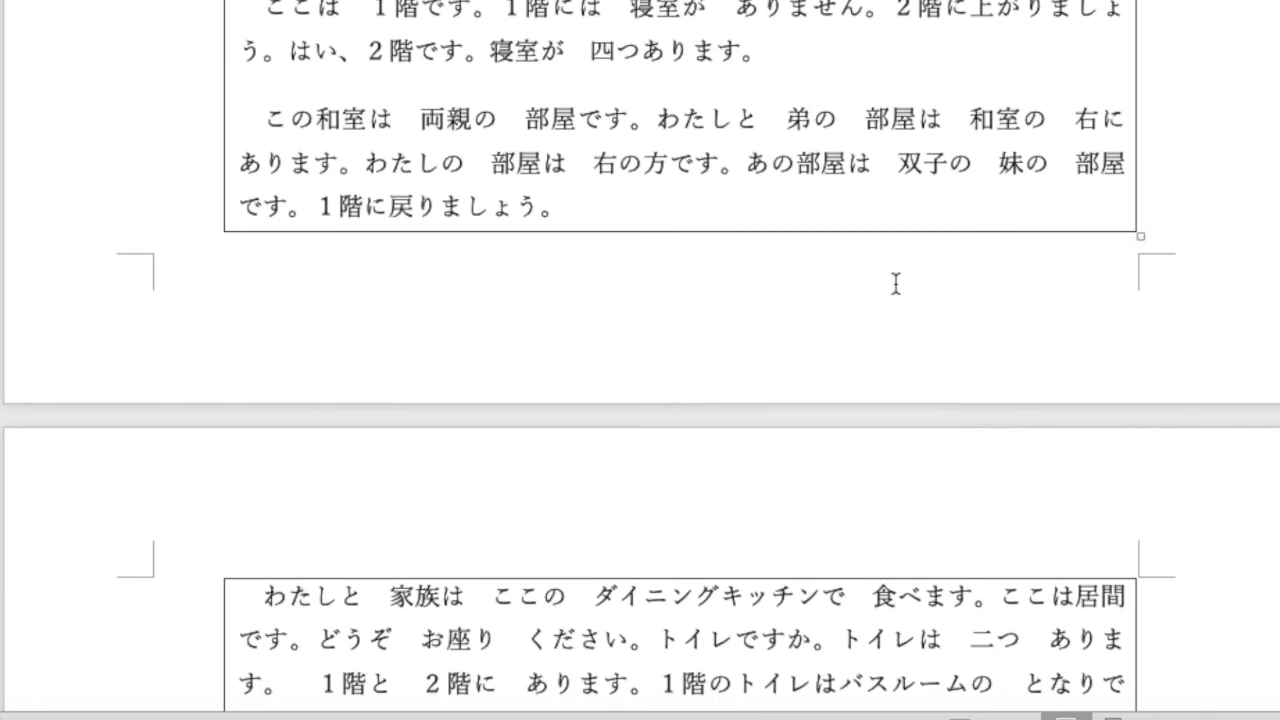 ここは　１階です。１階には　寝室が　ありません。２階に上がりましょ
う。はい、２階です。寝室が　四つあります。
この和室は　両親の　部屋です。わたしと　弟の　部屋は　和室の　右に
あります。わたしの　部屋は　右の方です。あの部屋は　双子の　妹の　部屋
です。１階に戻りましょう。
わたしと　家族は　ここの　ダイニングキッチンで　食べます。ここは居間
です。どうぞ　お座り　ください。トイレですか。トイレは　二つ　ありま
す。　１階と　２階に　あります。１階のトイレはバスルームの　となりで